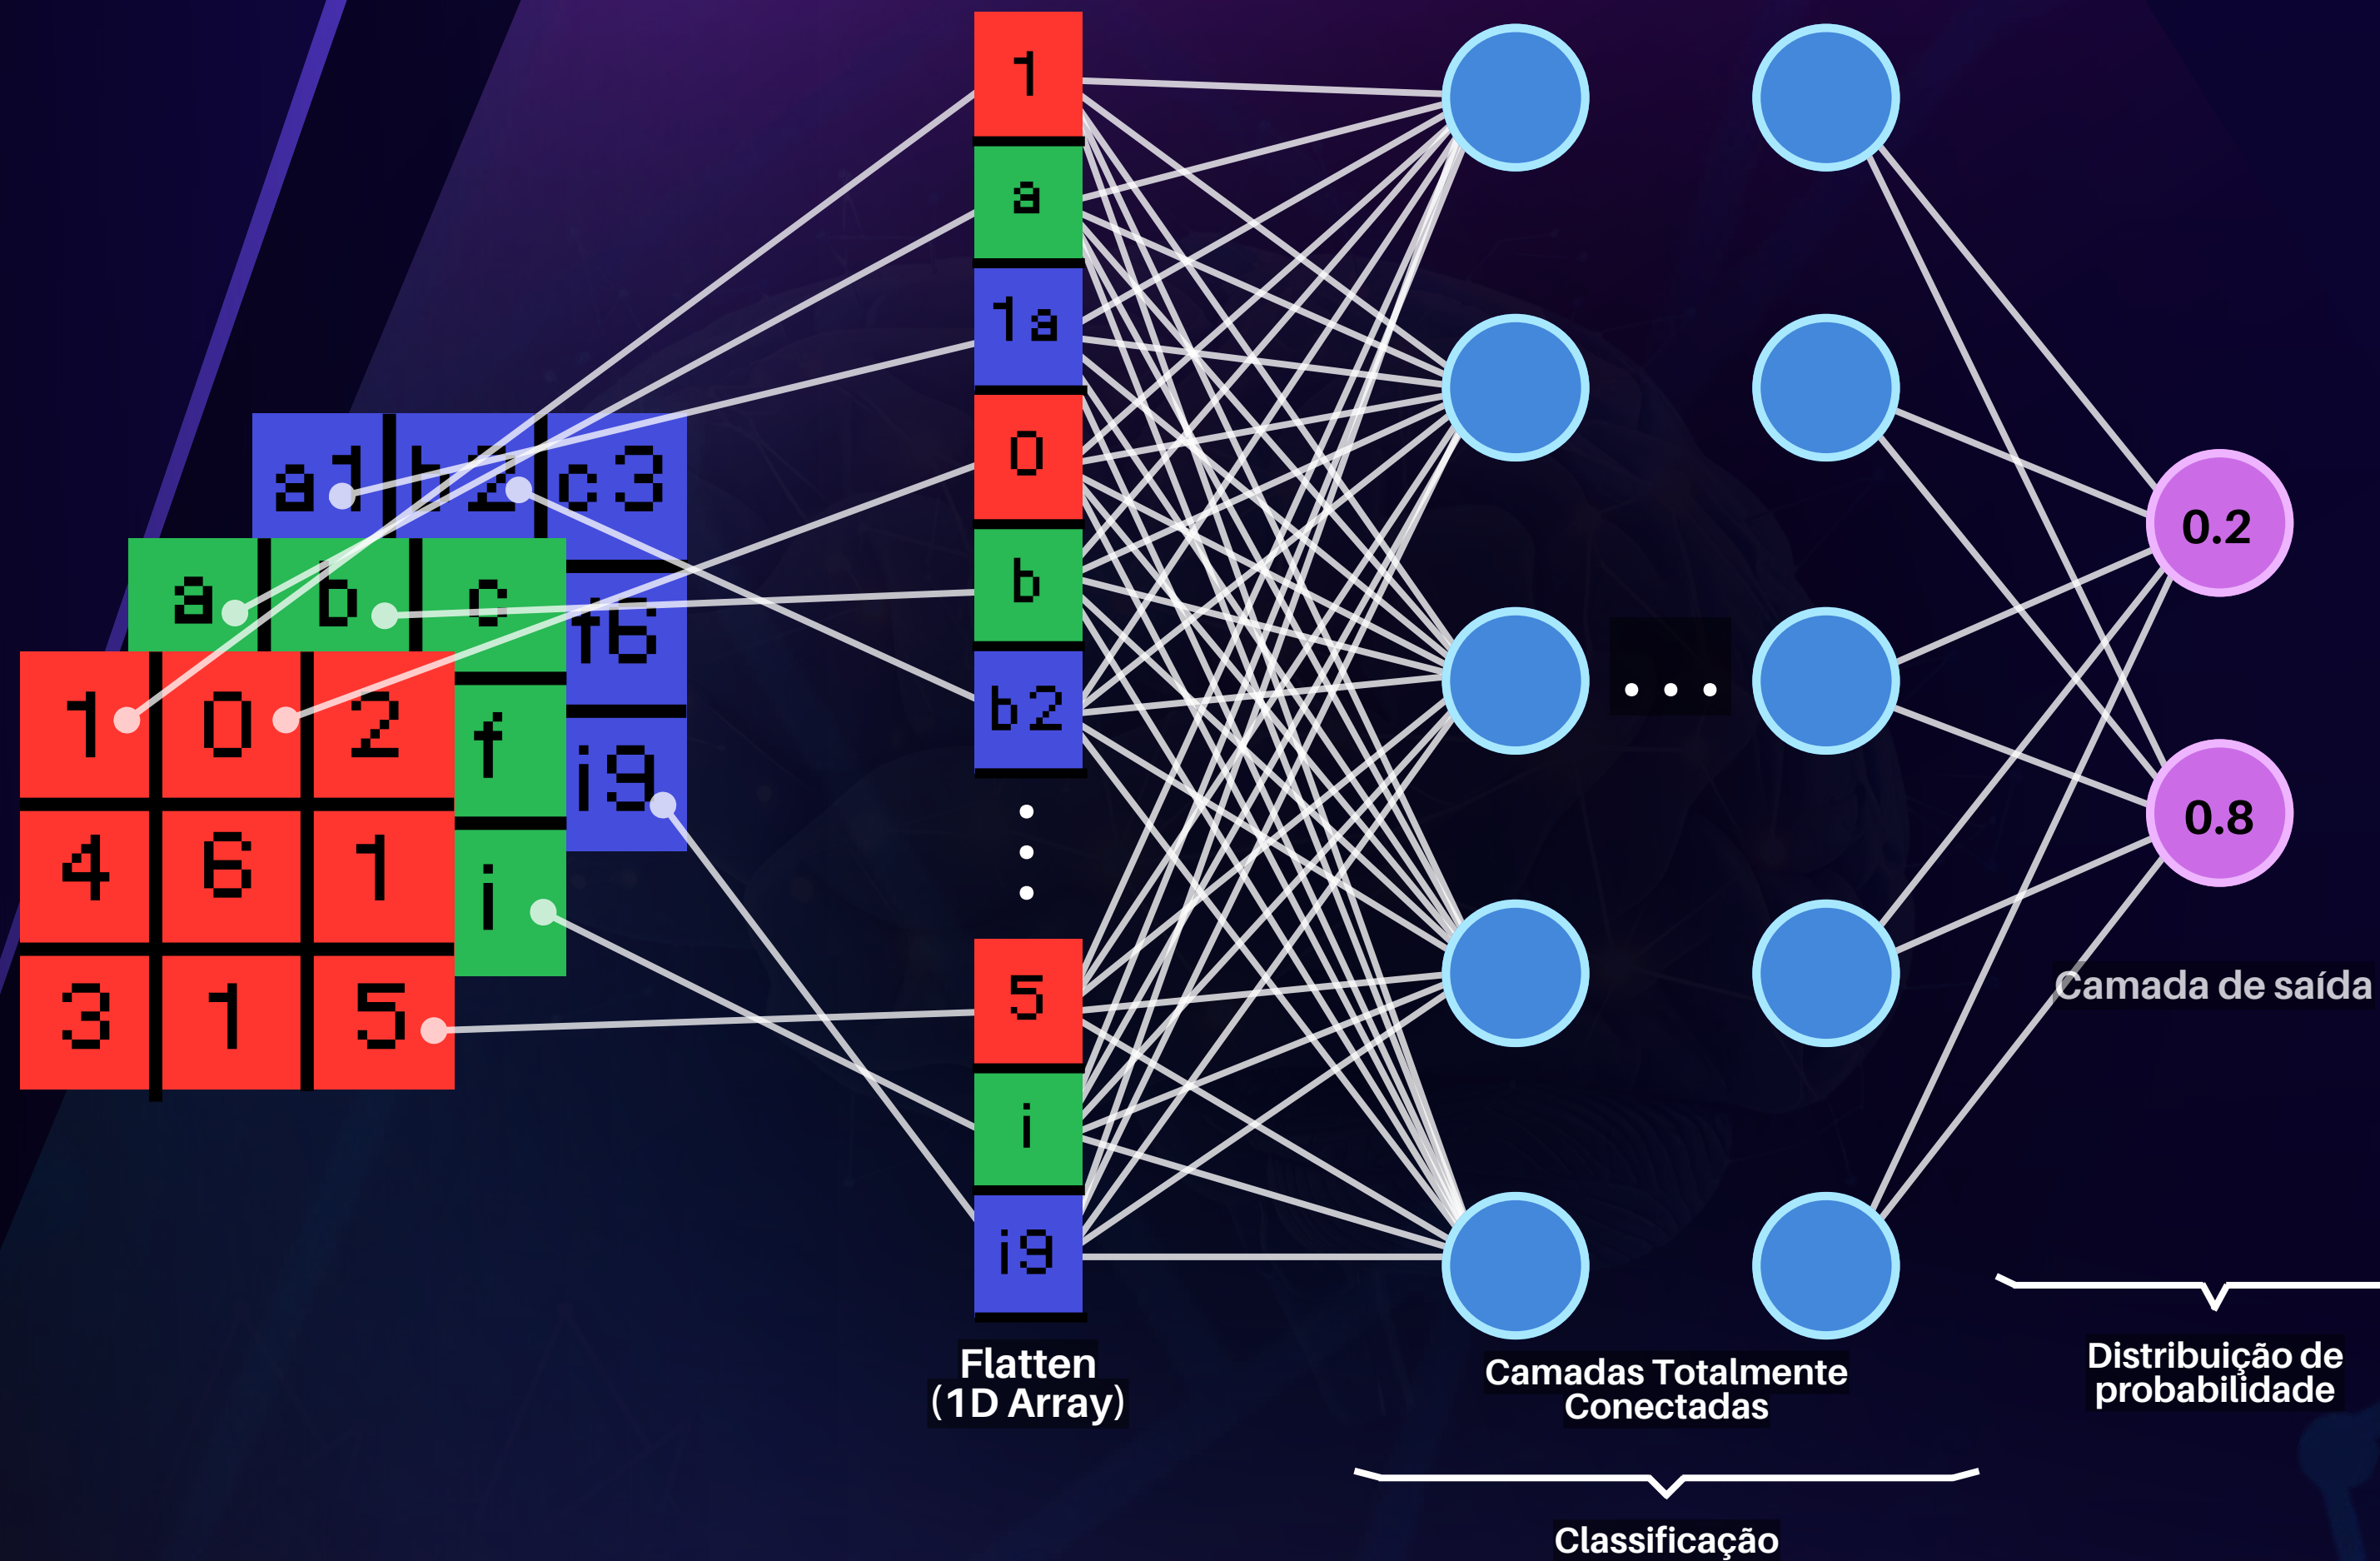 a1 b2 c3
f6
i9
a b c
f
i
1 0 2
4 6 1
3 1 5
1
a
1a
0
b
b2
5
i
i9
...
0.2
0.8
Camada de saída
Flatten
(1D Array)
Camadas Totalmente
Conectadas
Classificação
Distribuição de
probabilidade